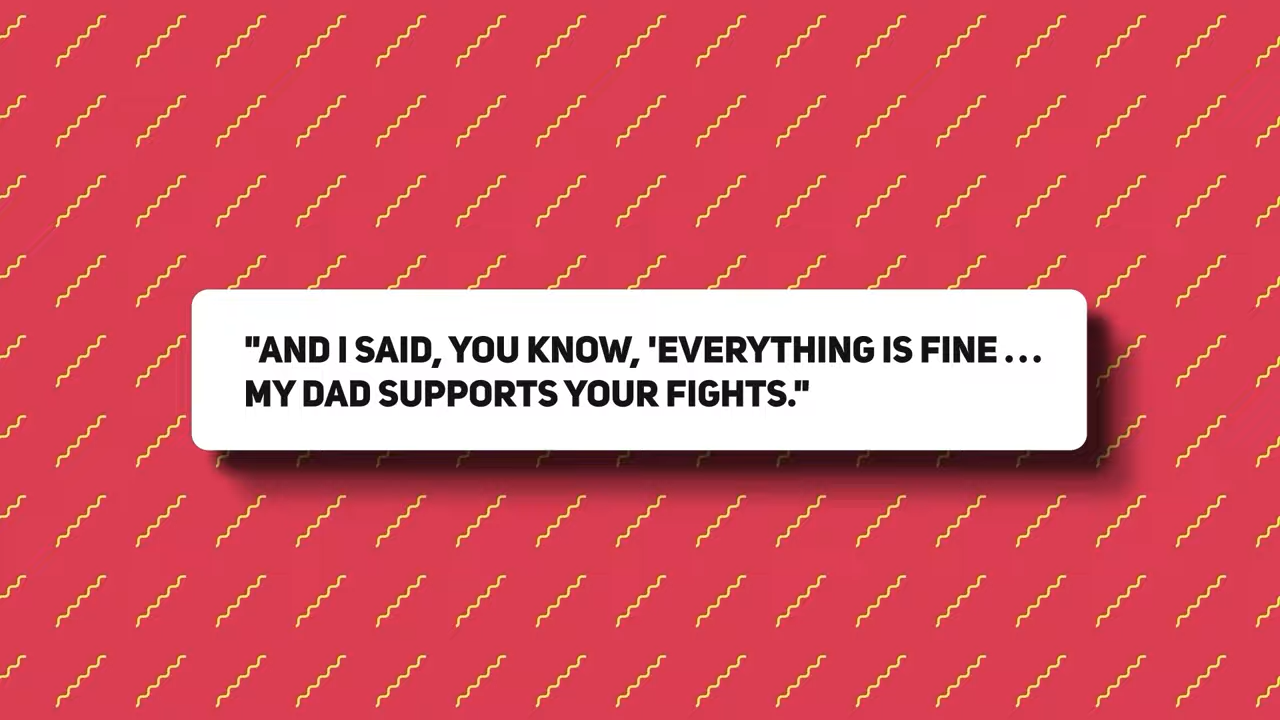 "AND I SAID, YOU KNOW, 'EVERYTHING IS FINE ...
MY DAD SUPPORTS YOUR FIGHTS."